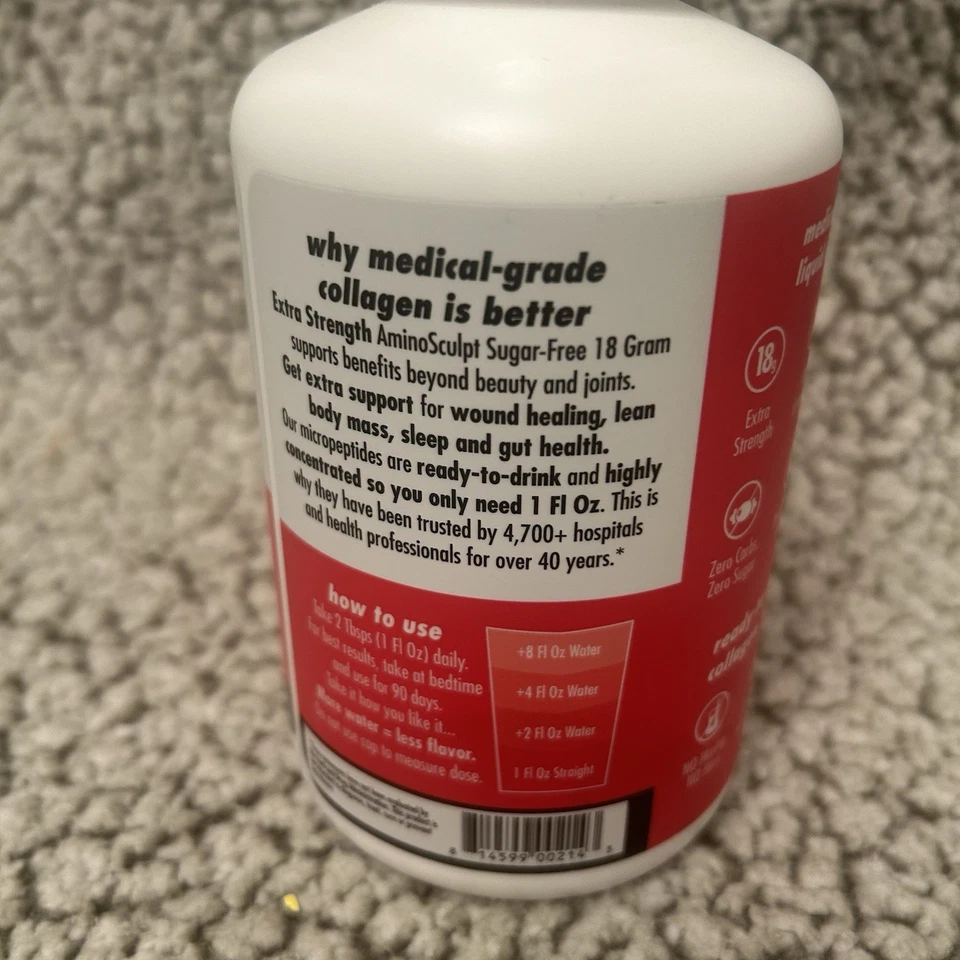 why medical-grade
collagen is better
Extra Strength AminoSculpt Sugar-Free 18 Gram
supports benefits beyond beauty and joints.
Get extra support for wound healing, lean
body mass, sleep and gut health.
Our micropeptides are ready-to-drink and highly
concentrated so you only need 1 Fl Oz. This is
why they have been trusted by 4,700+ hospitals
and health professionals for over 40 years.*
how to use
Take 2 Tbsps (1 Fl Oz) daily.
For best results, take at bedtime
and use for 90 days.
Take it how you like it...
More water = less flavor.
Do not use cap to measure dose.
+8 Fl Oz Water
+4 Fl Oz Water
+2 Fl Oz Water
1 Fl Oz Straight
8 14599 00214 3
18g
Extra
Strength
Zero Carbs
Zero Sugar